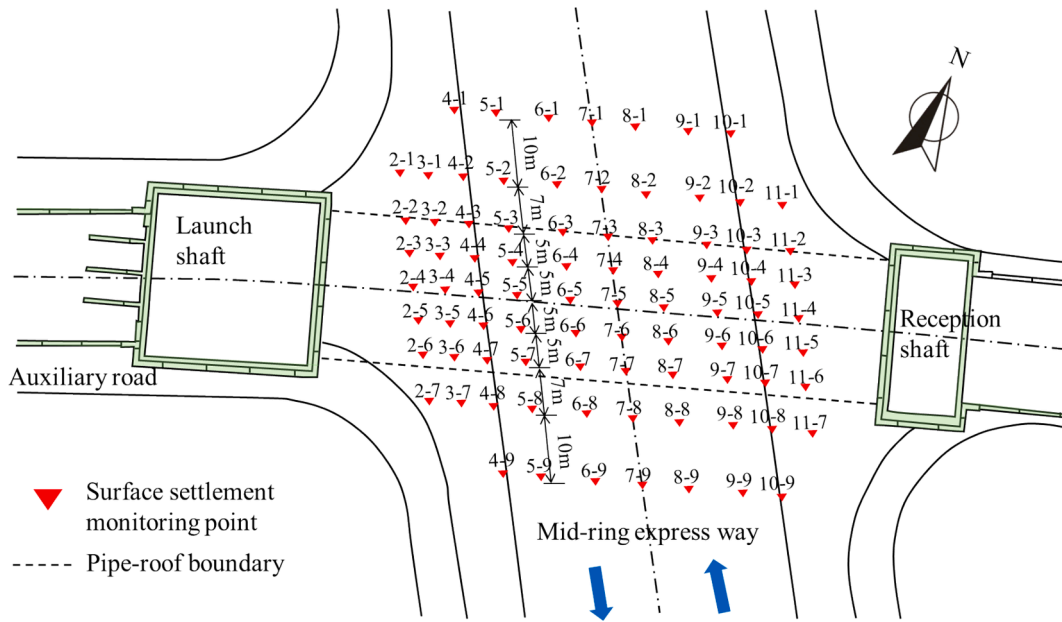 N
4-1 5-1 6-1 7-1 8-1 9-1 10-1
10m
2-1 3-1 4-2 5-2 6-2 7-2 8-2 9-2 10-2 11-1
7m
Launch
shaft
2-2 3-2 4-3 5-3 6-3 7-3 8-3 9-3 10-3 11-2
5m
2-3 3-3 4-4 5-4 6-4 7-4 8-4 9-4 10-4 11-3
5m
2-4 3-4 4-5 5-5 6-5 7-5 8-5 9-5 10-5 11-4
5m
2-5 3-5 4-6 5-6 6-6 7-6 8-6 9-6 10-6 11-5
5m
Reception
shaft
2-6 3-6 4-7 5-7 6-7 7-7 8-7 9-7 10-7 11-6
7m
Auxiliary road
2-7 3-7 4-8 5-8 6-8 7-8 8-8 9-8 10-8 11-7
10m
4-9 5-9 6-9 7-9 8-9 9-9 10-9
Surface settlement
monitoring point
Mid-ring express way
Pipe-roof boundary